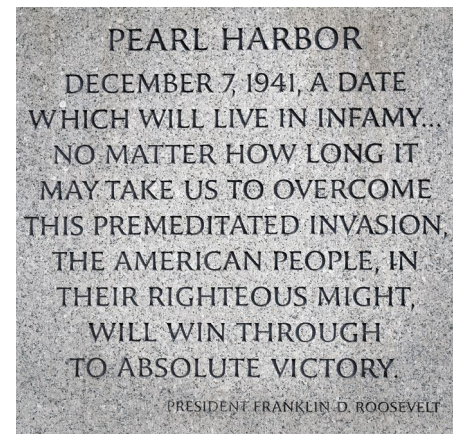 PEARL HARBOR
DECEMBER 7, 1941, A DATE
WHICH WILL LIVE IN INFAMY...
NO MATTER HOW LONG IT
MAY TAKE US TO OVERCOME
THIS PREMEDITATED INVASION,
THE AMERICAN PEOPLE, IN
THEIR RIGHTEOUS MIGHT,
WILL WIN THROUGH
TO ABSOLUTE VICTORY.
PRESIDENT FRANKLIN D. ROOSEVELT